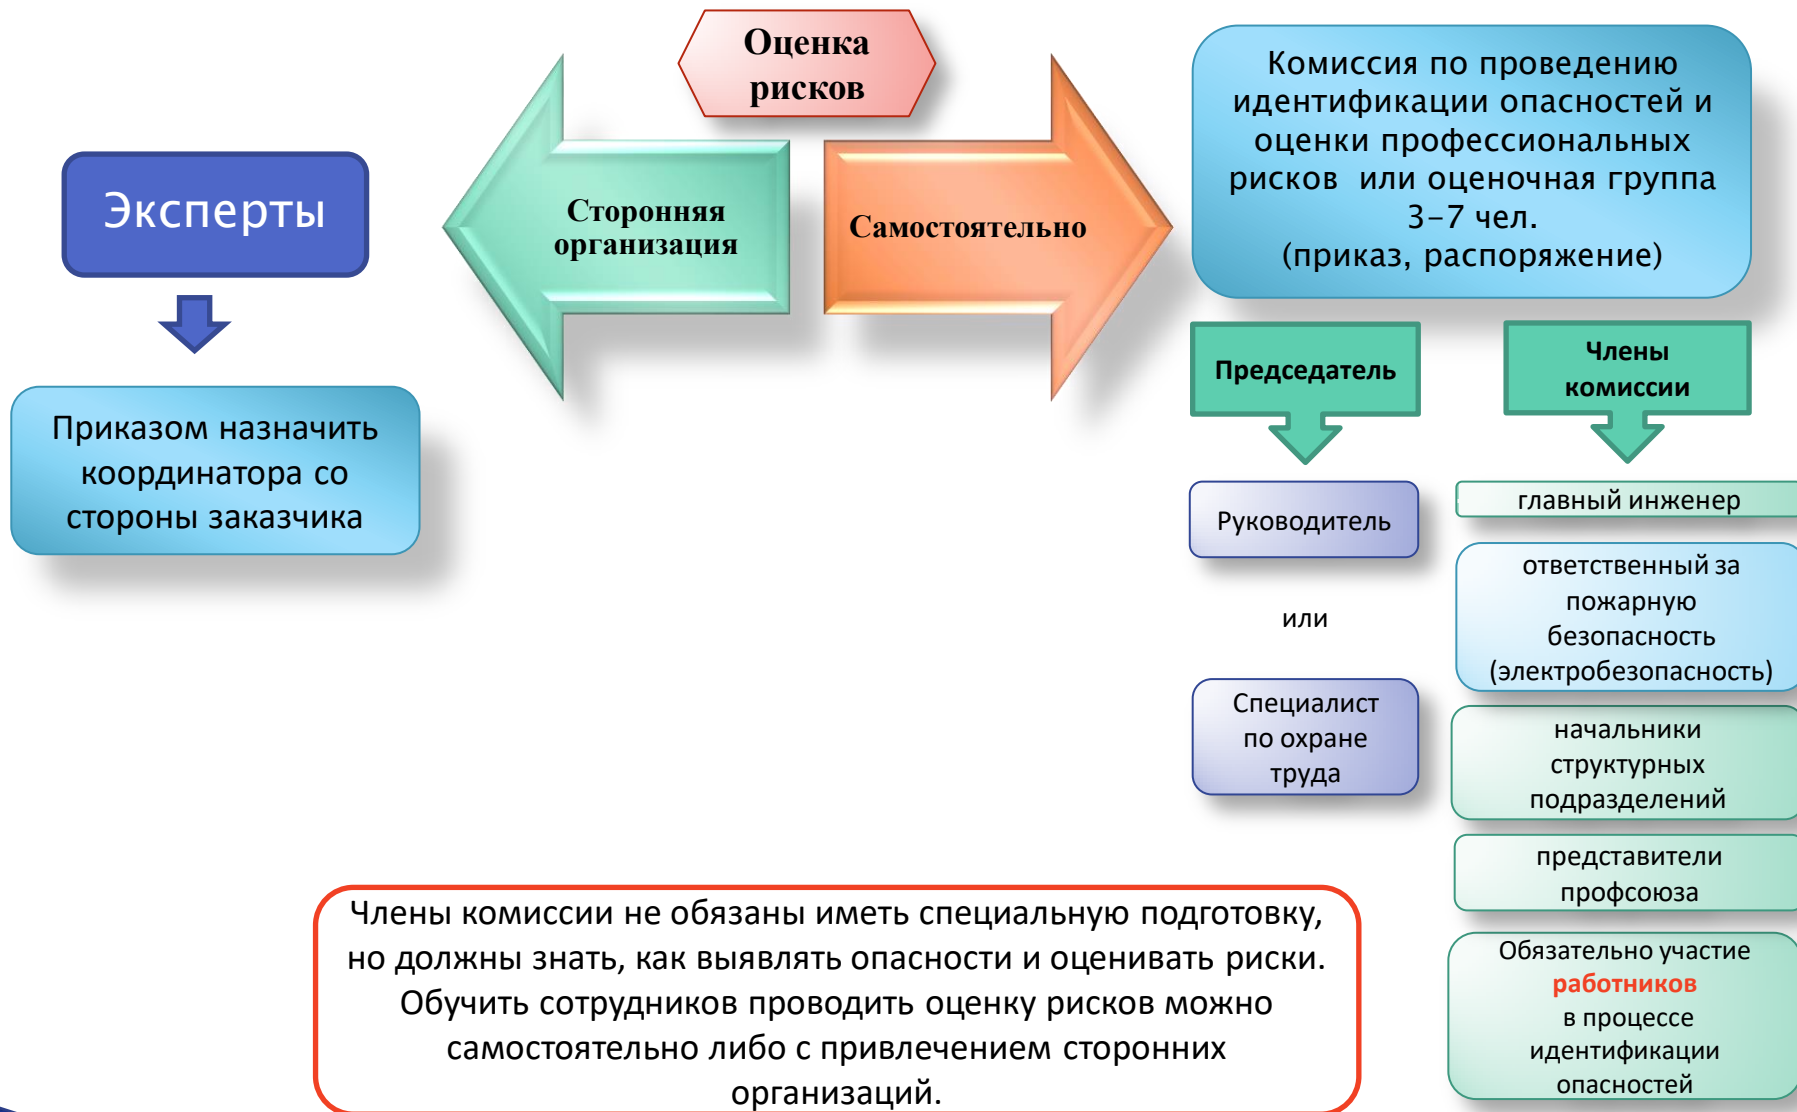 Оценка
рисков
Эксперты
Приказом назначить
координатора со
стороны заказчика
Сторонняя
организация
Самостоятельно
Комиссия по проведению
идентификации опасностей и
оценки профессиональных
рисков или оценочная группа
3–7 чел.
(приказ, распоряжение)
Председатель
Руководитель
или
Специалист
по охране
труда
Члены
комиссии
главный инженер
ответственный за
пожарную
безопасность
(электробезопасность)
начальники
структурных
подразделений
представители
профсоюза
Обязательно участие
работников
в процессе
идентификации
опасностей
Члены комиссии не обязаны иметь специальную подготовку,
но должны знать, как выявлять опасности и оценивать риски.
Обучить сотрудников проводить оценку рисков можно
самостоятельно либо с привлечением сторонних
организаций.